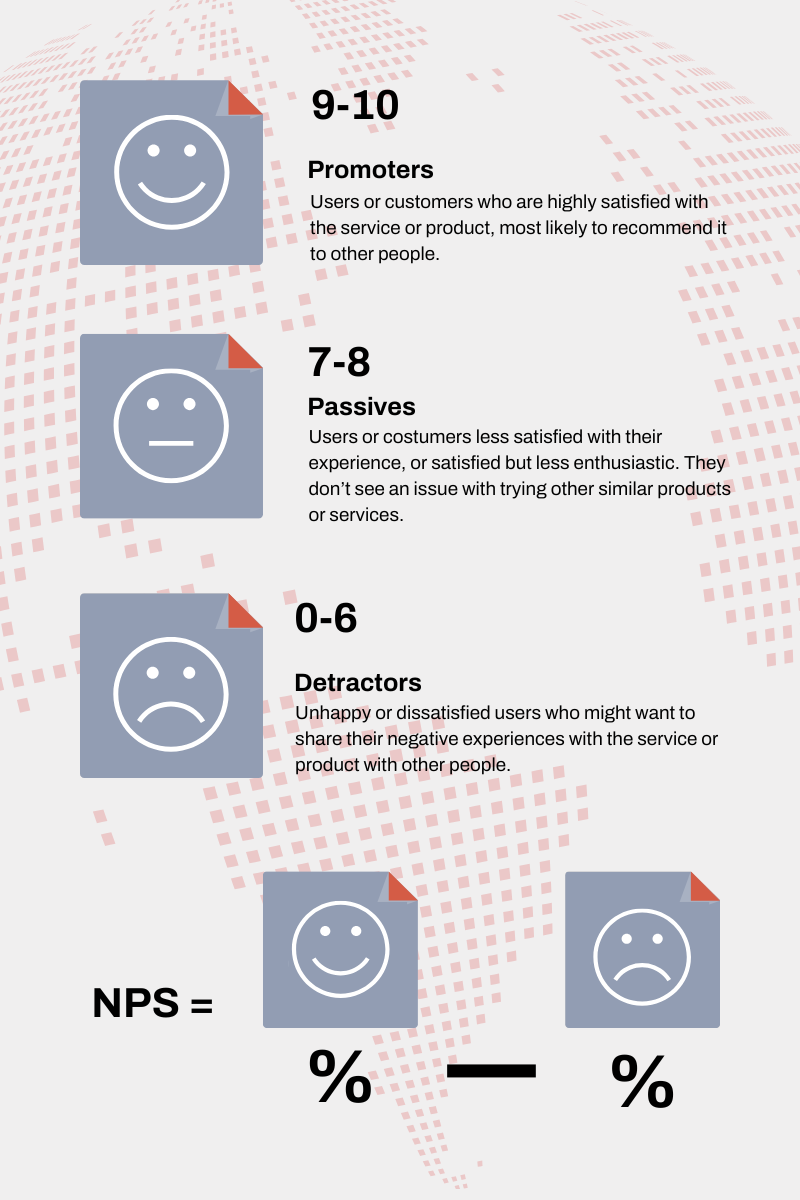 9-10
Promoters
Users or customers who are highly satisfied with
the service or product, most likely to recommend it
to other people.
7-8
Passives
Users or costumers less satisfied with their
experience, or satisfied but less enthusiastic. They
don’t see an issue with trying other similar products
or services.
0-6
Detractors
Unhappy or dissatisfied users who might want to
share their negative experiences with the service or
product with other people.
NPS =
% — %